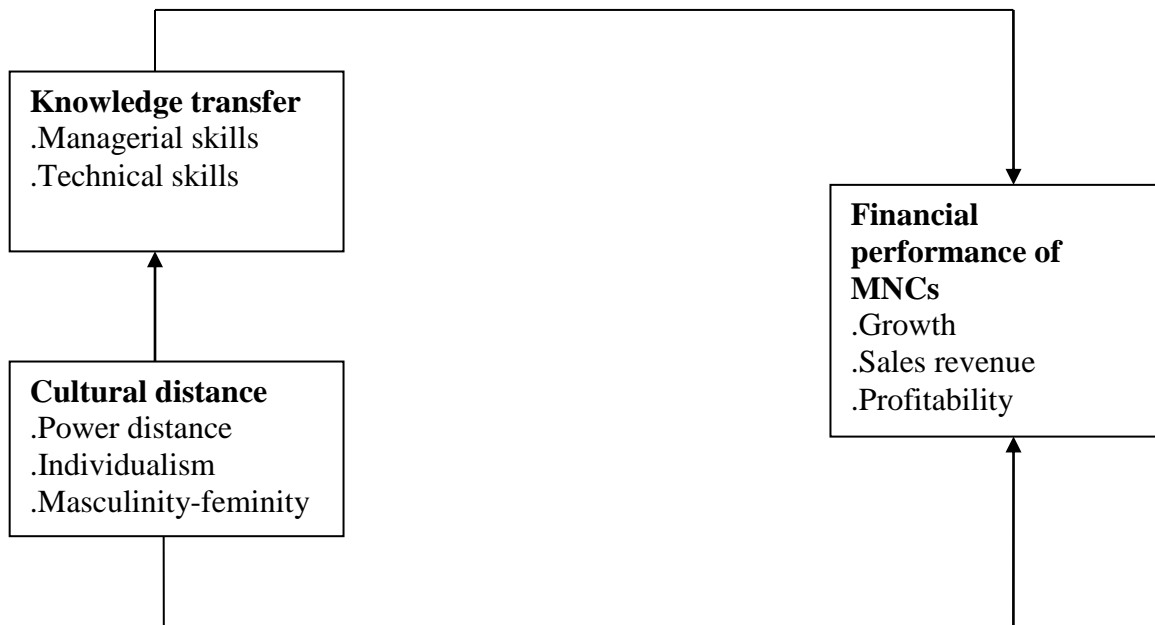 Knowledge transfer
.Managerial skills
.Technical skills
Financial
performance of
MNCs
.Growth
.Sales revenue
.Profitability
Cultural distance
.Power distance
.Individualism
.Masculinity-feminity